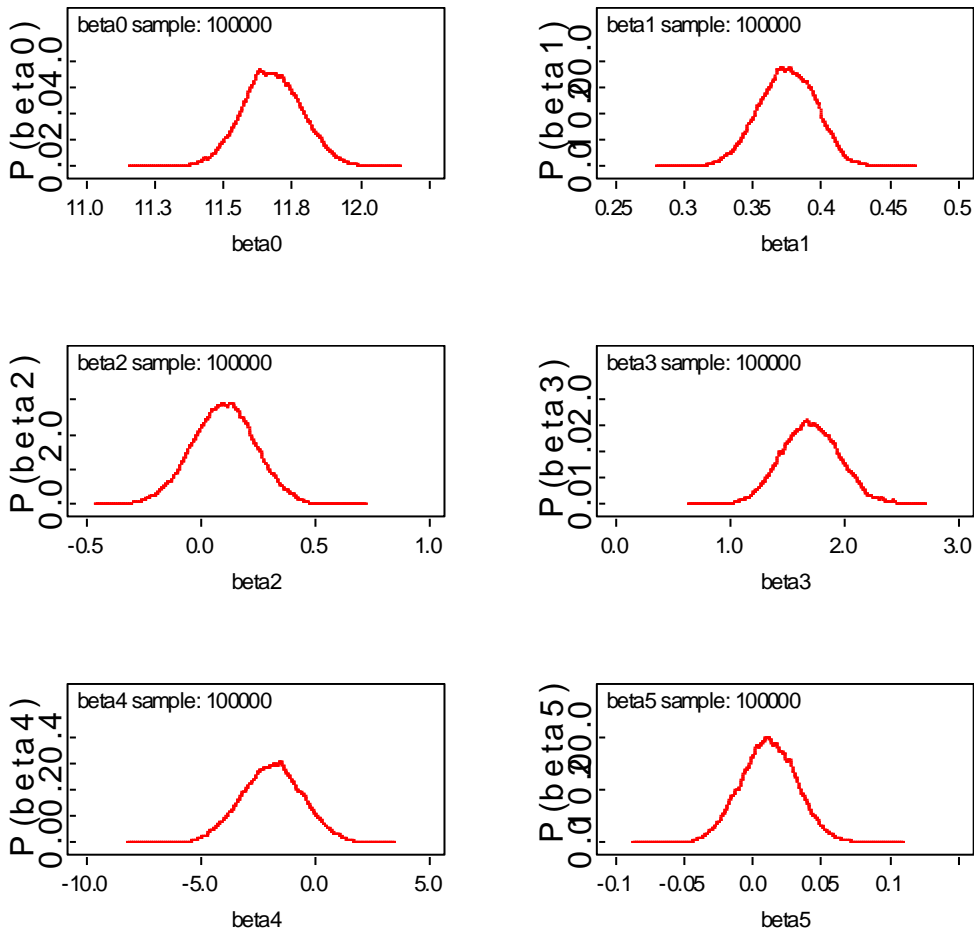 beta0 sample: 100000
P(beta0)
0.0 2.0 4.0
11.0 11.3 11.5 11.8 12.0
beta0
beta1 sample: 100000
P(beta1)
0.0 10.0 20.0
0.25 0.3 0.35 0.4 0.45 0.5
beta1
beta2 sample: 100000
P(beta2)
0.0 2.0
-0.5 0.0 0.5 1.0
beta2
beta3 sample: 100000
P(beta3)
0.0 1.0 2.0
0.0 1.0 2.0 3.0
beta3
beta4 sample: 100000
P(beta4)
0.0 0.2 0.4
-10.0 -5.0 0.0 5.0
beta4
beta5 sample: 100000
P(beta5)
0.0 10.0 20.0
-0.1 -0.05 0.0 0.05 0.1
beta5